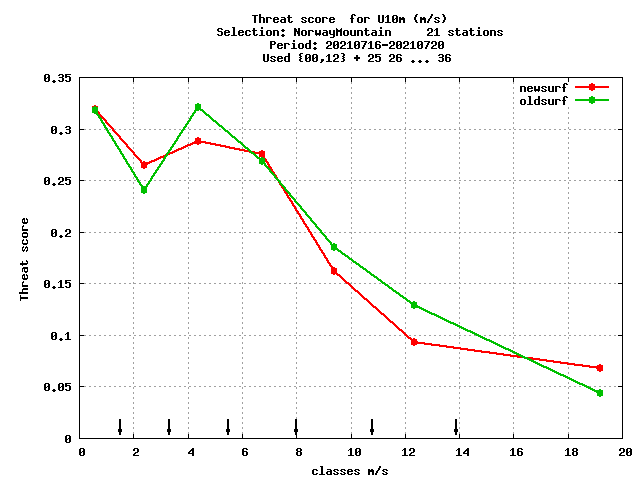 Threat score  for U10m (m/s)
Selection: NorwayMountain     21 stations
Period: 20210716-20210720
Used {00,12} + 25 26 ... 36
0.35
newsurf
oldsurf
0.3
0.25
0.2
Threat score
0.15
0.1
0.05
0
0 2 4 6 8 10 12 14 16 18 20
classes m/s